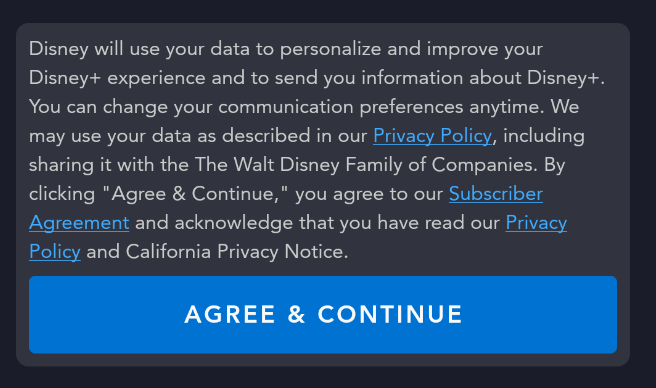 Disney will use your data to personalize and improve your
Disney+ experience and to send you information about Disney+.
You can change your communication preferences anytime. We
may use your data as described in our Privacy Policy, including
sharing it with the The Walt Disney Family of Companies. By
clicking "Agree & Continue," you agree to our Subscriber
Agreement and acknowledge that you have read our Privacy
Policy and California Privacy Notice.
AGREE & CONTINUE